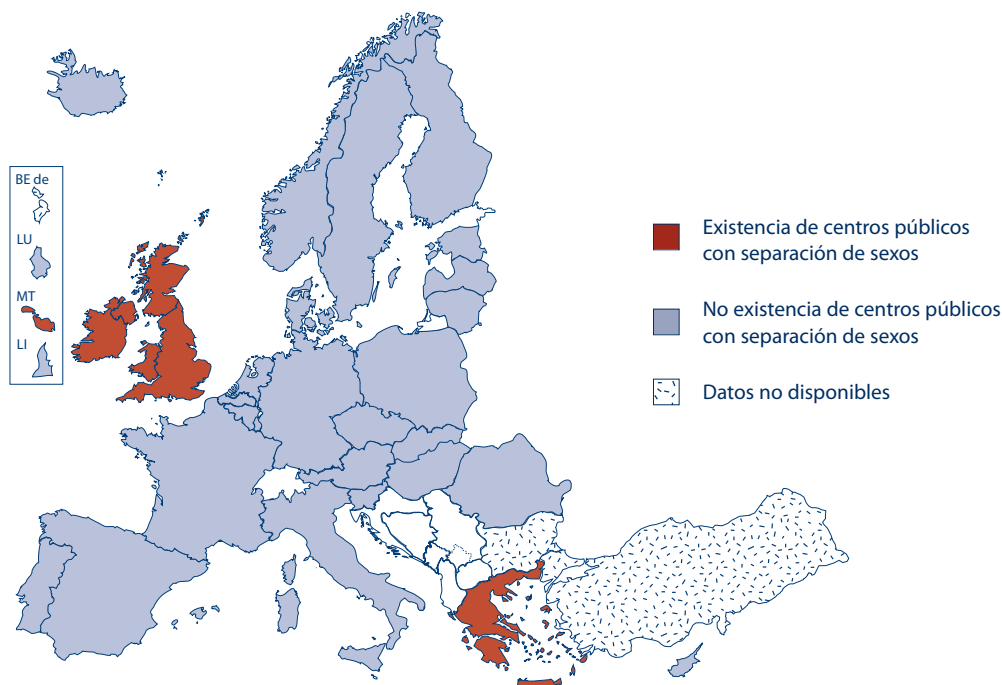 BE de
LU
MT
LI
Existencia de centros públicos
con separación de sexos
No existencia de centros públicos
con separación de sexos
Datos no disponibles